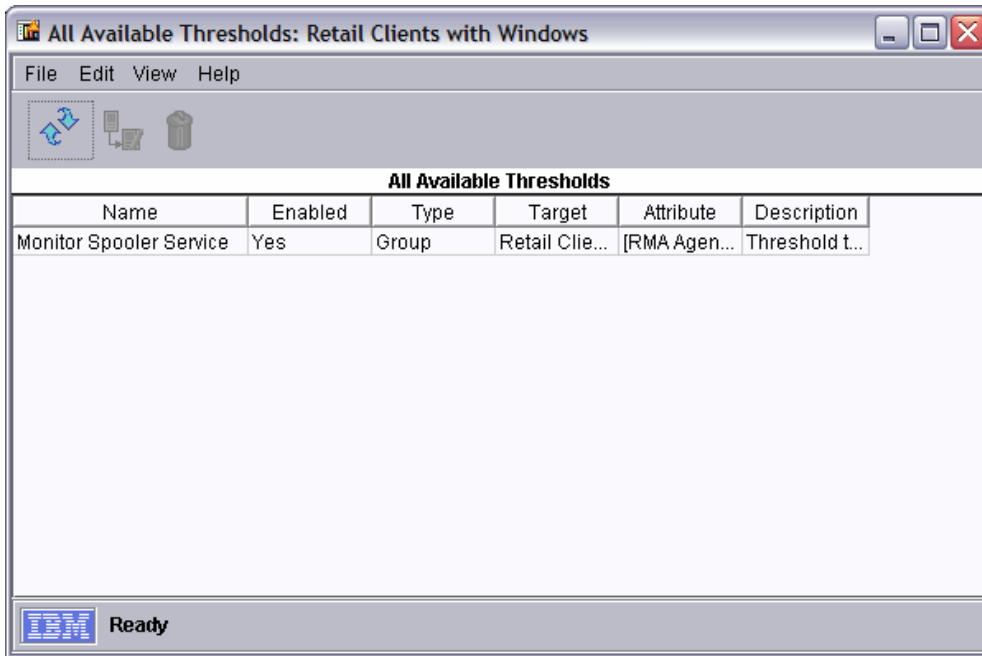 All Available Thresholds: Retail Clients with Windows
File Edit View Help
All Available Thresholds
Name Enabled Type Target Attribute Description
Monitor Spooler Service Yes Group Retail Clie... [RMA Agen... Threshold t...
IBM Ready